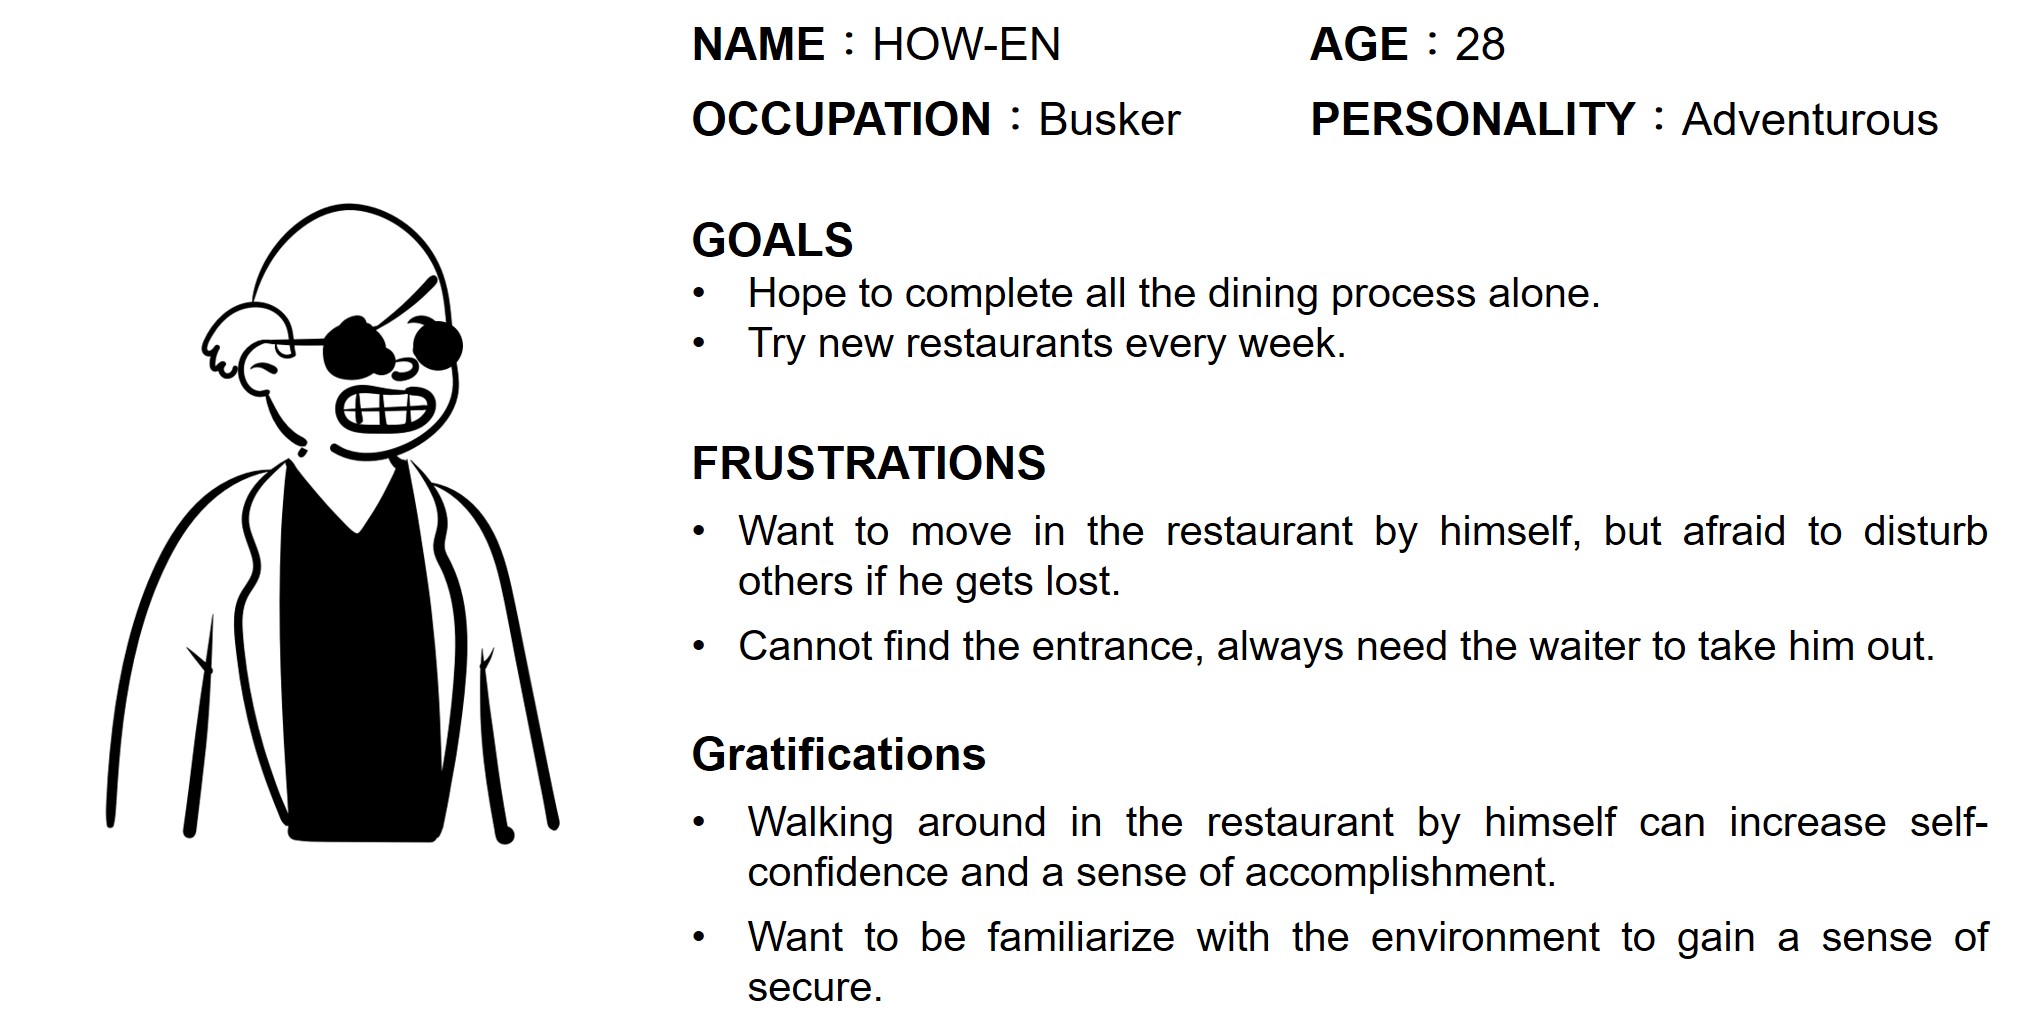 NAME：HOW-EN
AGE：28
OCCUPATION：Busker
PERSONALITY：Adventurous
GOALS
• Hope to complete all the dining process alone.
• Try new restaurants every week.
FRUSTRATIONS
• Want to move in the restaurant by himself, but afraid to disturb
others if he gets lost.
• Cannot find the entrance, always need the waiter to take him out.
Gratifications
• Walking around in the restaurant by himself can increase self-
confidence and a sense of accomplishment.
• Want to be familiarize with the environment to gain a sense of
secure.